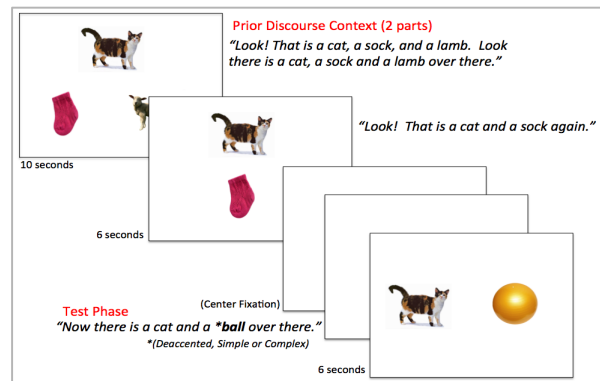 Prior Discourse Context (2 parts)
“Look! That is a cat, a sock, and a lamb. Look
there is a cat, a sock and a lamb over there.”
10 seconds
“Look! That is a cat and a sock again.”
6 seconds
(Center Fixation)
Test Phase
“Now there is a cat and a *ball over there.”
*(Deaccented, Simple or Complex)
6 seconds